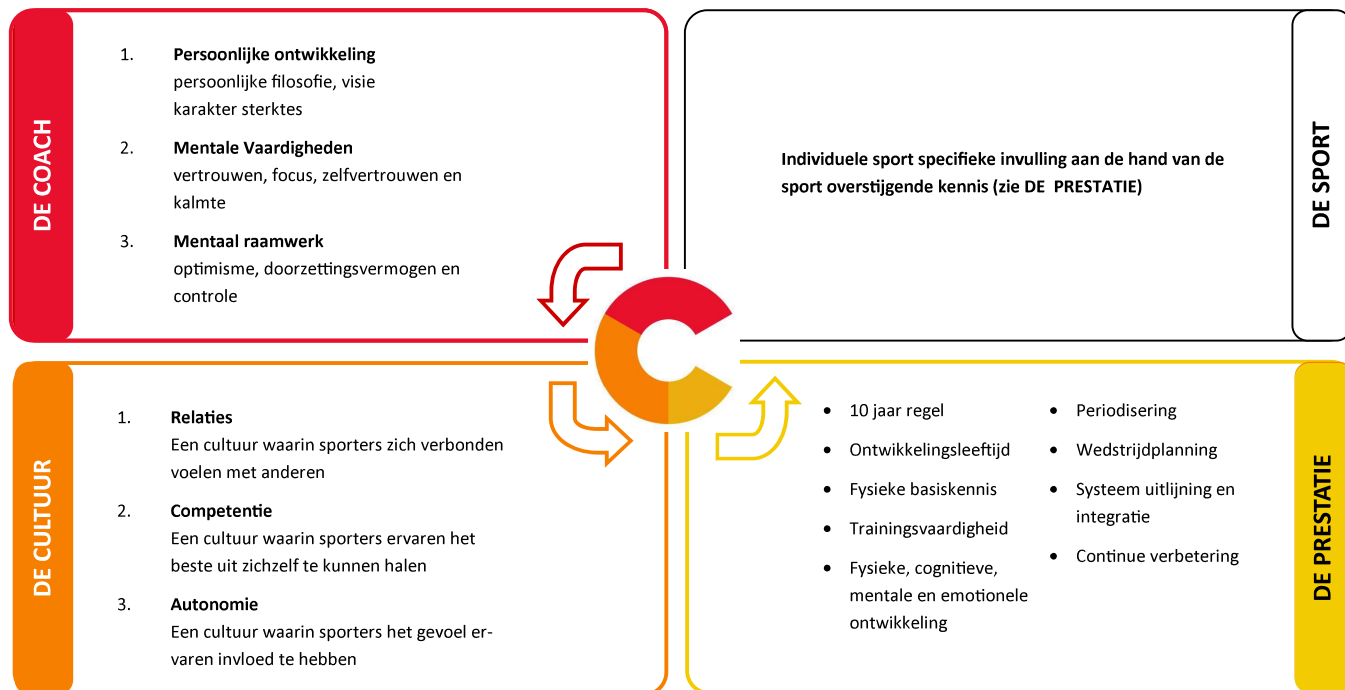 DE COACH
1. Persoonlijke ontwikkeling
persoonlijke filosofie, visie
karakter sterktes
2. Mentale Vaardigheden
vertrouwen, focus, zelfvertrouwen en
kalmte
3. Mentaal raamwerk
optimisme, doorzettingsvermogen en
controle
Individuele sport specifieke invulling aan de hand van de
sport overstijgende kennis (zie DE PRESTATIE)
DE SPORT
DE CULTUUR
1. Relaties
Een cultuur waarin sporters zich verbonden
voelen met anderen
2. Competentie
Een cultuur waarin sporters ervaren het
beste uit zichzelf te kunnen halen
3. Autonomie
Een cultuur waarin sporters het gevoel er-
varen invloed te hebben
• 10 jaar regel
• Ontwikkelingsleeftijd
• Fysieke basiskennis
• Trainingsvaardigheid
• Fysieke, cognitieve,
mentale en emotionele
ontwikkeling
• Periodisering
• Wedstrijdplanning
• Systeem uitlijning en
integratie
• Continue verbetering
DE PRESTATIE